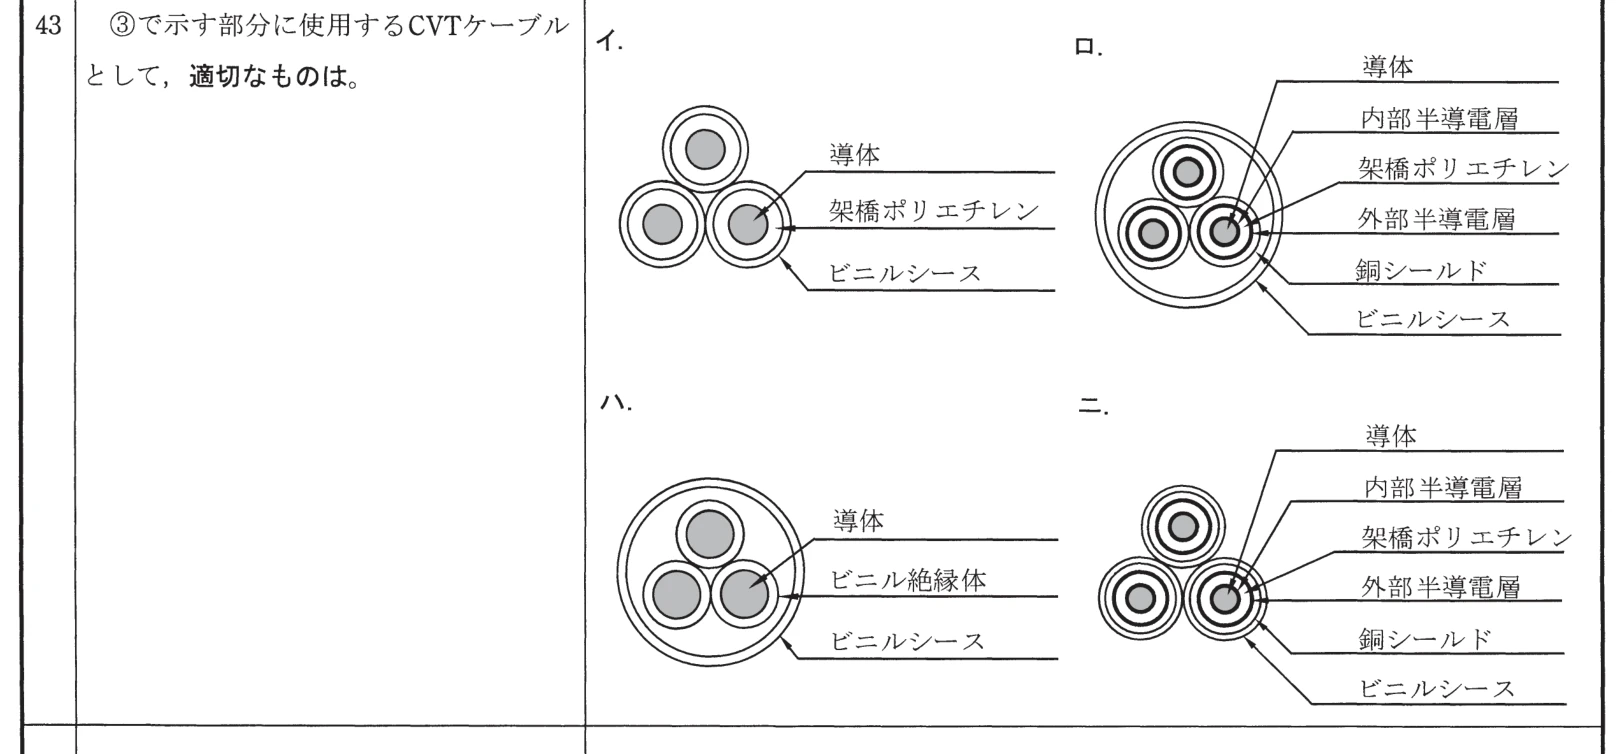 43
③で示す部分に使用するCVTケーブル
として，適切なものは。
イ.
導体
架橋ポリエチレン
ビニルシース
ロ.
導体
内部半導電層
架橋ポリエチレン
外部半導電層
銅シールド
ビニルシース
ハ.
導体
ビニル絶縁体
ビニルシース
ニ.
導体
内部半導電層
架橋ポリエチレン
外部半導電層
銅シールド
ビニルシース